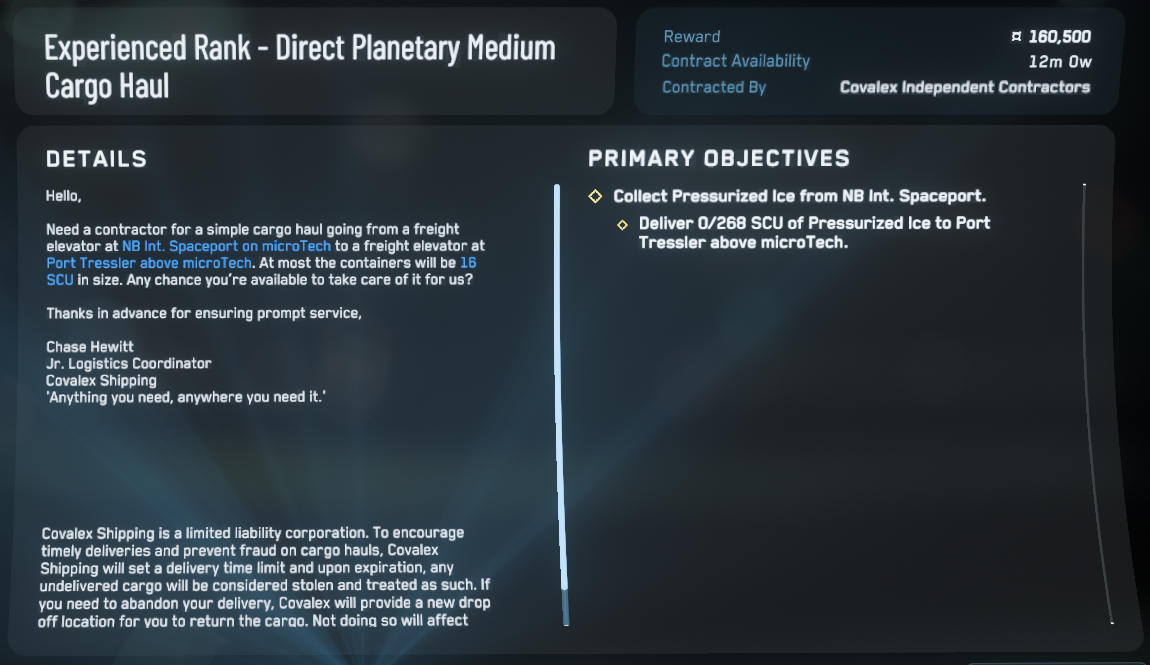 Experienced Rank - Direct Planetary Medium
Cargo Haul
Reward ¤ 160,500
Contract Availability 12m 0w
Contracted By Covalex Independent Contractors
DETAILS
Hello,
Need a contractor for a simple cargo haul going from a freight
elevator at NB Int. Spaceport on microTech to a freight elevator at
Port Tressler above microTech. At most the containers will be 16
SCU in size. Any chance you're available to take care of it for us?
Thanks in advance for ensuring prompt service,
Chase Hewitt
Jr. Logistics Coordinator
Covalex Shipping
'Anything you need, anywhere you need it.'
Covalex Shipping is a limited liability corporation. To encourage
timely deliveries and prevent fraud on cargo hauls, Covalex
Shipping will set a delivery time limit and upon expiration, any
undelivered cargo will be considered stolen and treated as such. If
you need to abandon your delivery, Covalex will provide a new drop
off location for you to return the cargo. Not doing so will affect
PRIMARY OBJECTIVES
Collect Pressurized Ice from NB Int. Spaceport.
Deliver 0/268 SCU of Pressurized Ice to Port
Tressler above microTech.